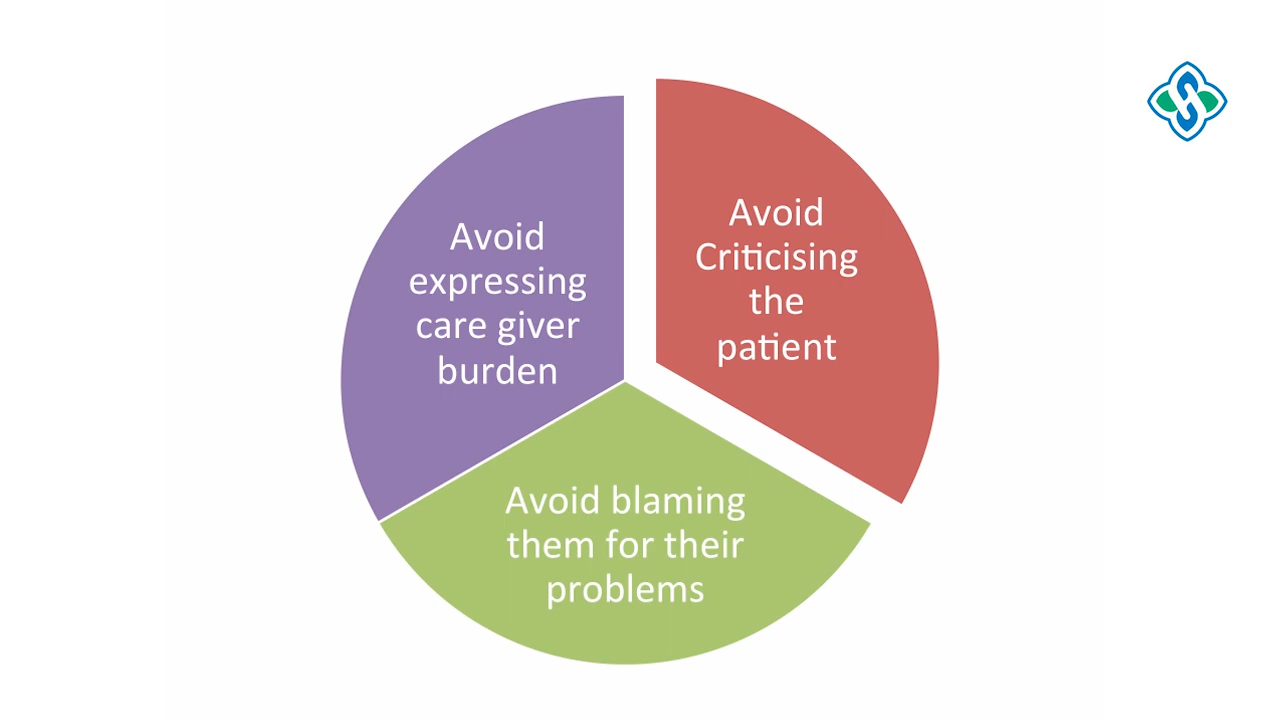 Avoid
Criticising
the
patient
Avoid blaming
them for their
problems
Avoid
expressing
care giver
burden